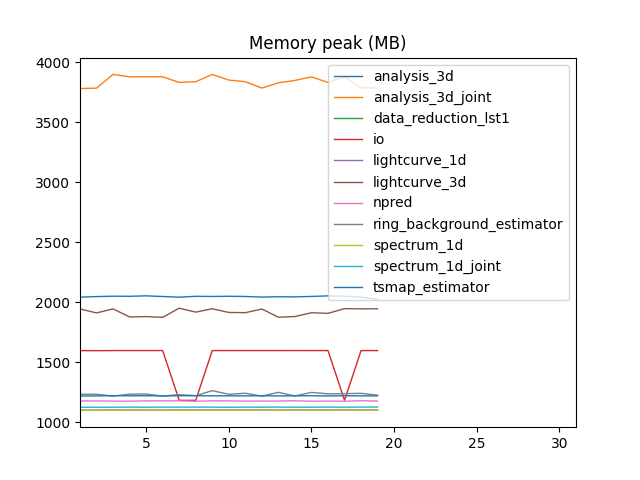 Memory peak (MB)
4000
3500
3000
2500
2000
1500
1000
analysis_3d
analysis_3d_joint
data_reduction_lst1
io
lightcurve_1d
lightcurve_3d
npred
ring_background_estimator
spectrum_1d
spectrum_1d_joint
tsmap_estimator
5 10 15 20 25 30